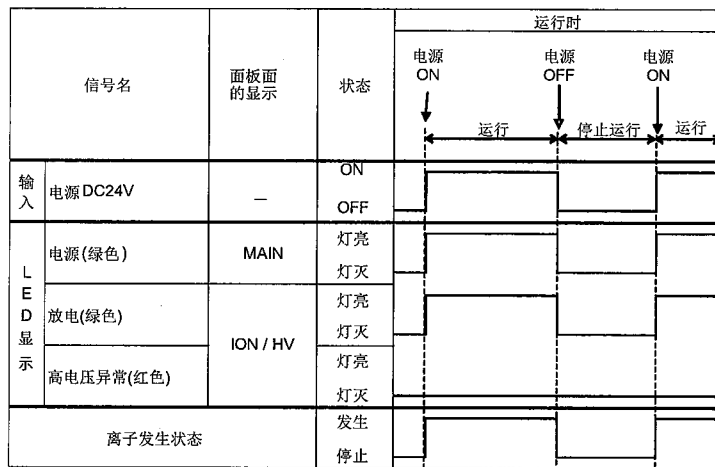 运行时
信号名
面板面
的显示
状态
电源
ON
电源
OFF
电源
ON
运行
停止运行
运行
输入
电源DC24V
—
ON
OFF
LED显示
电源(绿色)
MAIN
灯亮
灯灭
放电(绿色)
ION / HV
灯亮
灯灭
高电压异常(红色)
灯亮
灯灭
离子发生状态
发生
停止